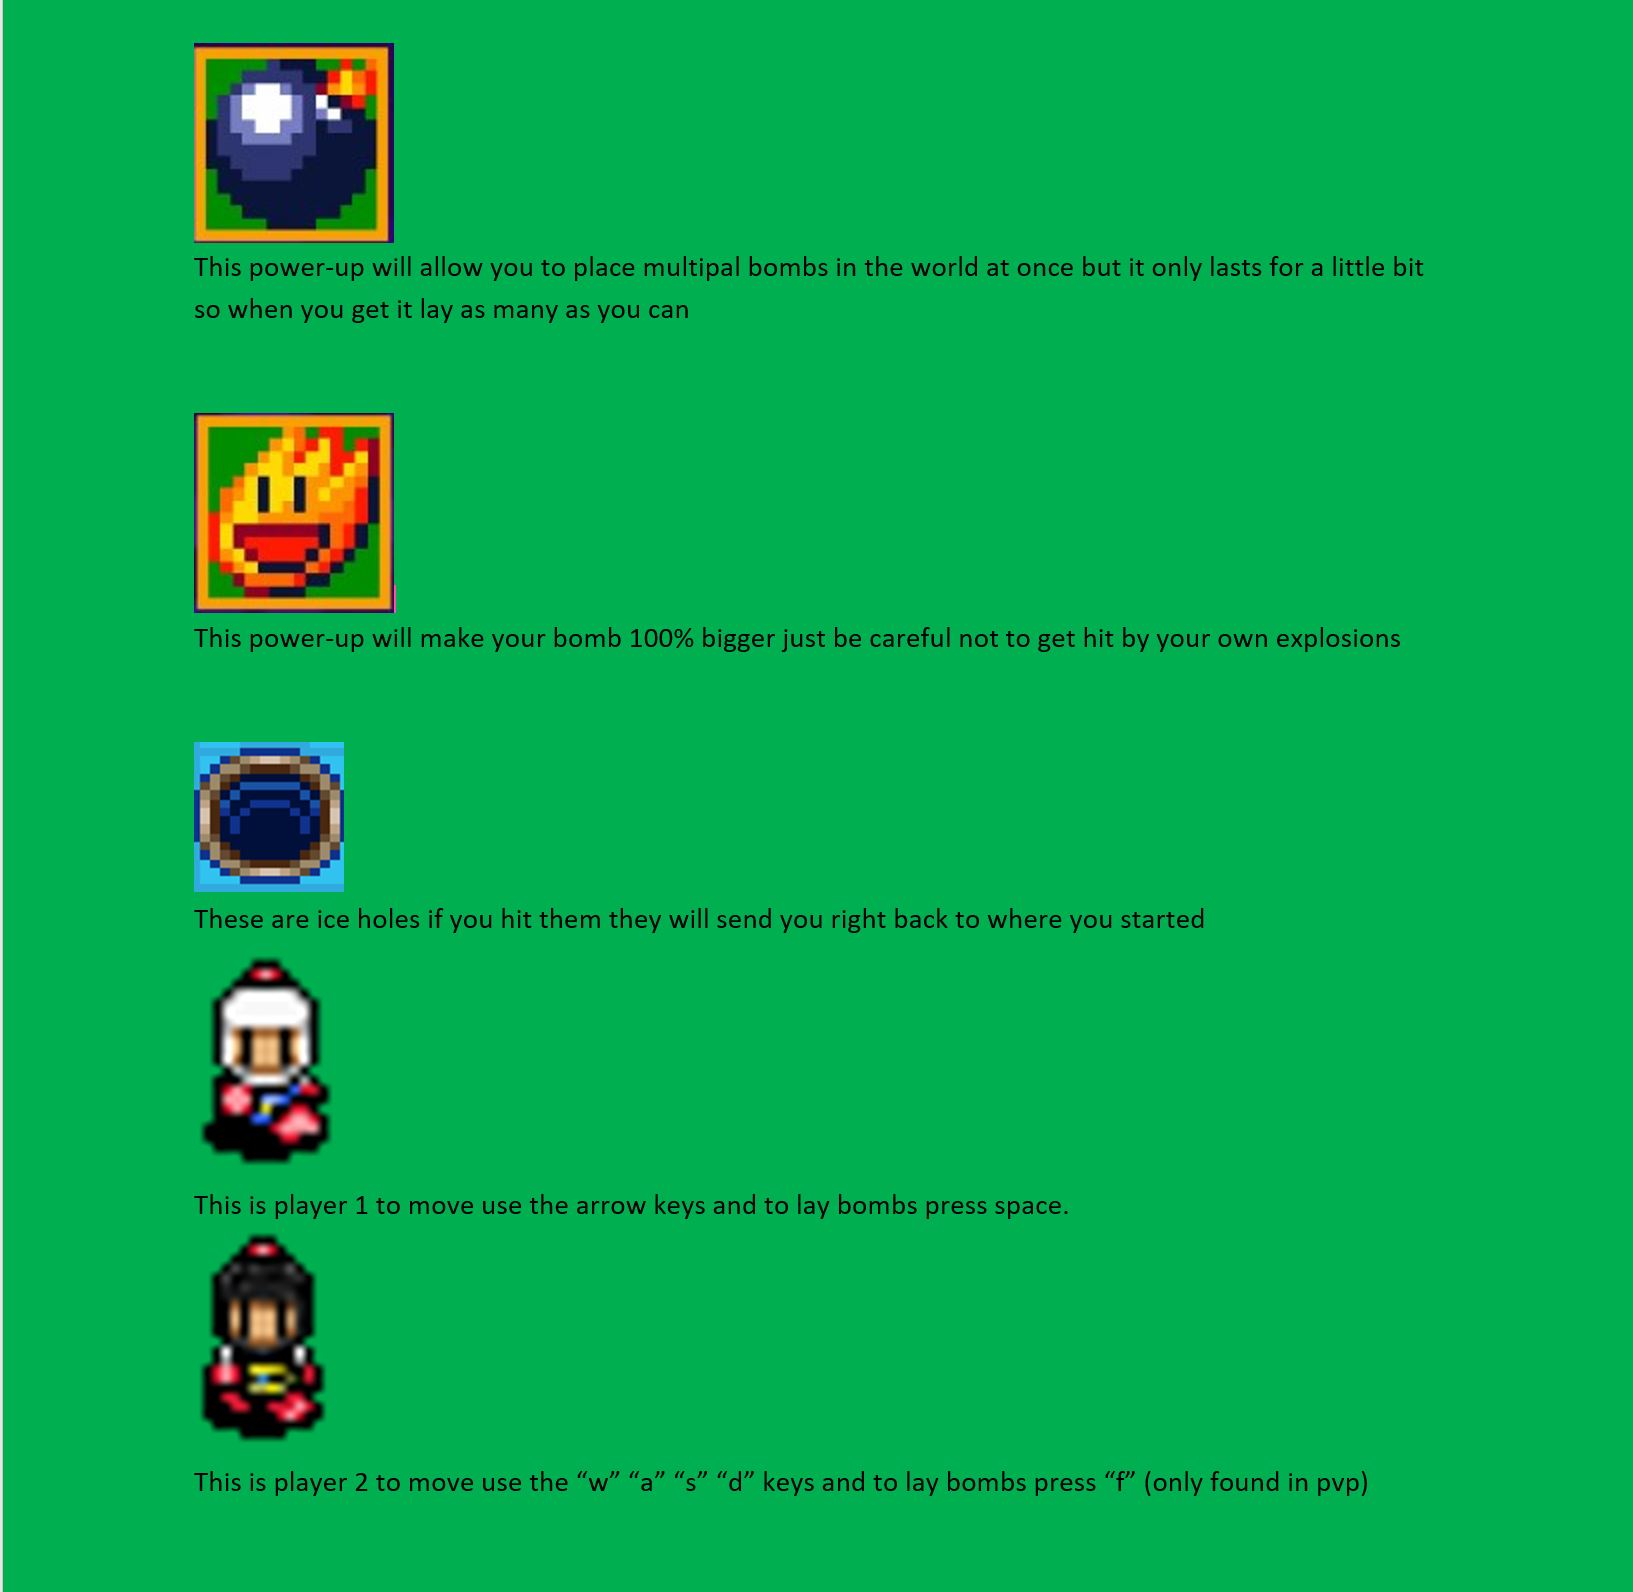 This power-up will allow you to place multipal bombs in the world at once but it only lasts for a little bit
so when you get it lay as many as you can
This power-up will make your bomb 100% bigger just be careful not to get hit by your own explosions
These are ice holes if you hit them they will send you right back to where you started
This is player 1 to move use the arrow keys and to lay bombs press space.
This is player 2 to move use the “w” “a” “s” “d” keys and to lay bombs press “f” (only found in pvp)